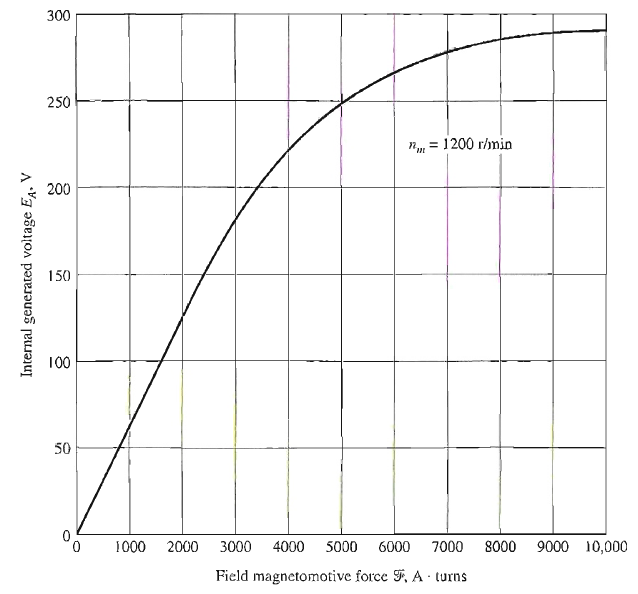 300
250
200
150
100
50
0
Internal generated voltage E_A, V
n_m = 1200 r/min
0 1000 2000 3000 4000 5000 6000 7000 8000 9000 10,000
Field magnetomotive force ℱ, A · turns